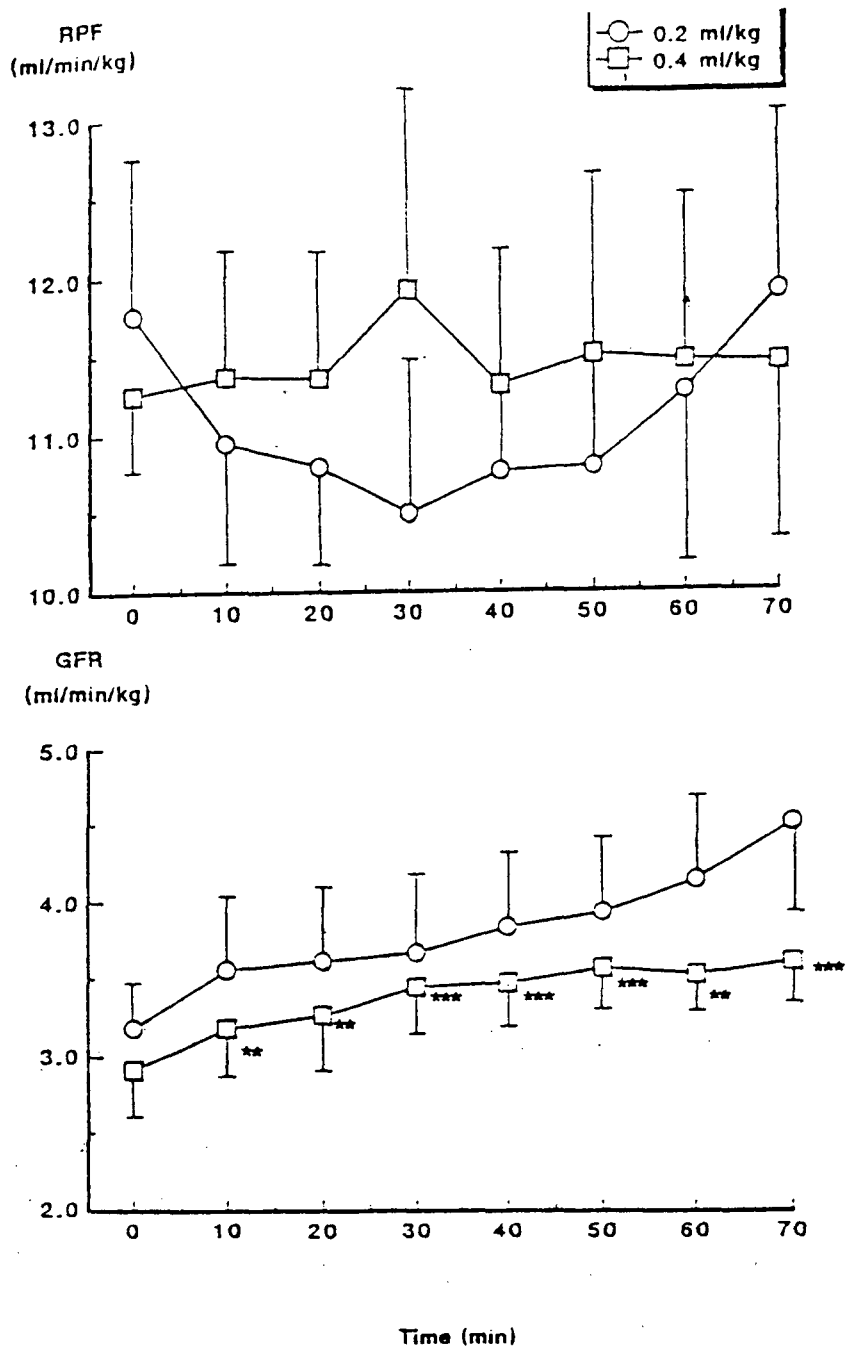 RPF
(ml/min/kg)
0.2 ml/kg
0.4 ml/kg
13.0
12.0
11.0
10.0
0 10 20 30 40 50 60 70
GFR
(ml/min/kg)
5.0
4.0
3.0
2.0
** ** *** *** *** ** ***
0 10 20 30 40 50 60 70
Time (min)